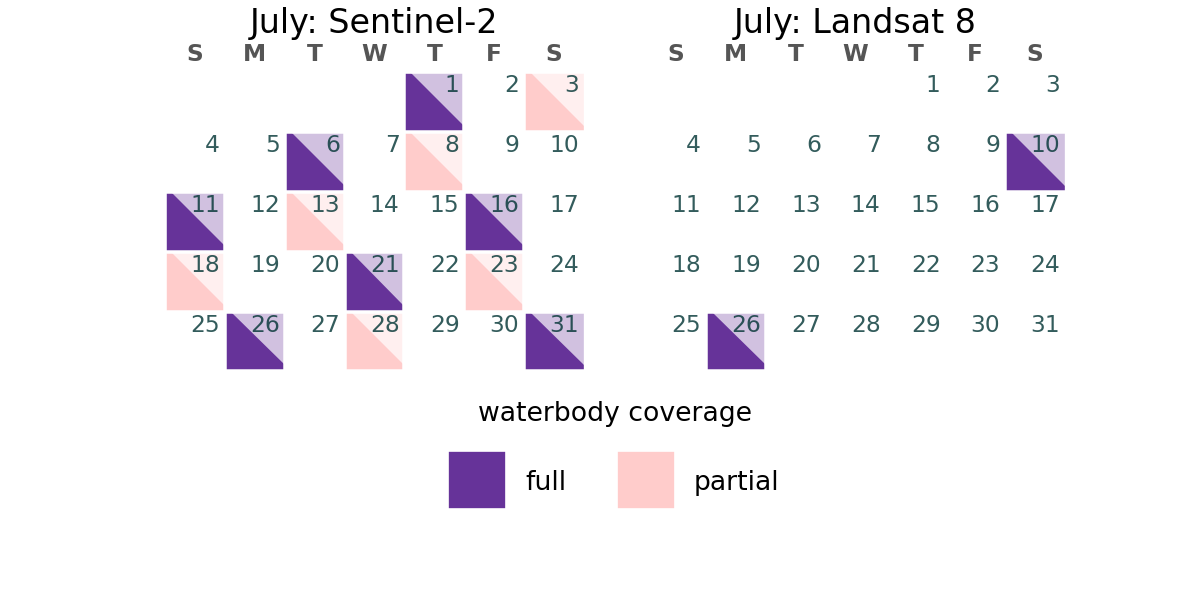 July: Sentinel-2
S M T W T F S
1 2 3
4 5 6 7 8 9 10
11 12 13 14 15 16 17
18 19 20 21 22 23 24
25 26 27 28 29 30 31
July: Landsat 8
S M T W T F S
1 2 3
4 5 6 7 8 9 10
11 12 13 14 15 16 17
18 19 20 21 22 23 24
25 26 27 28 29 30 31
waterbody coverage
full partial